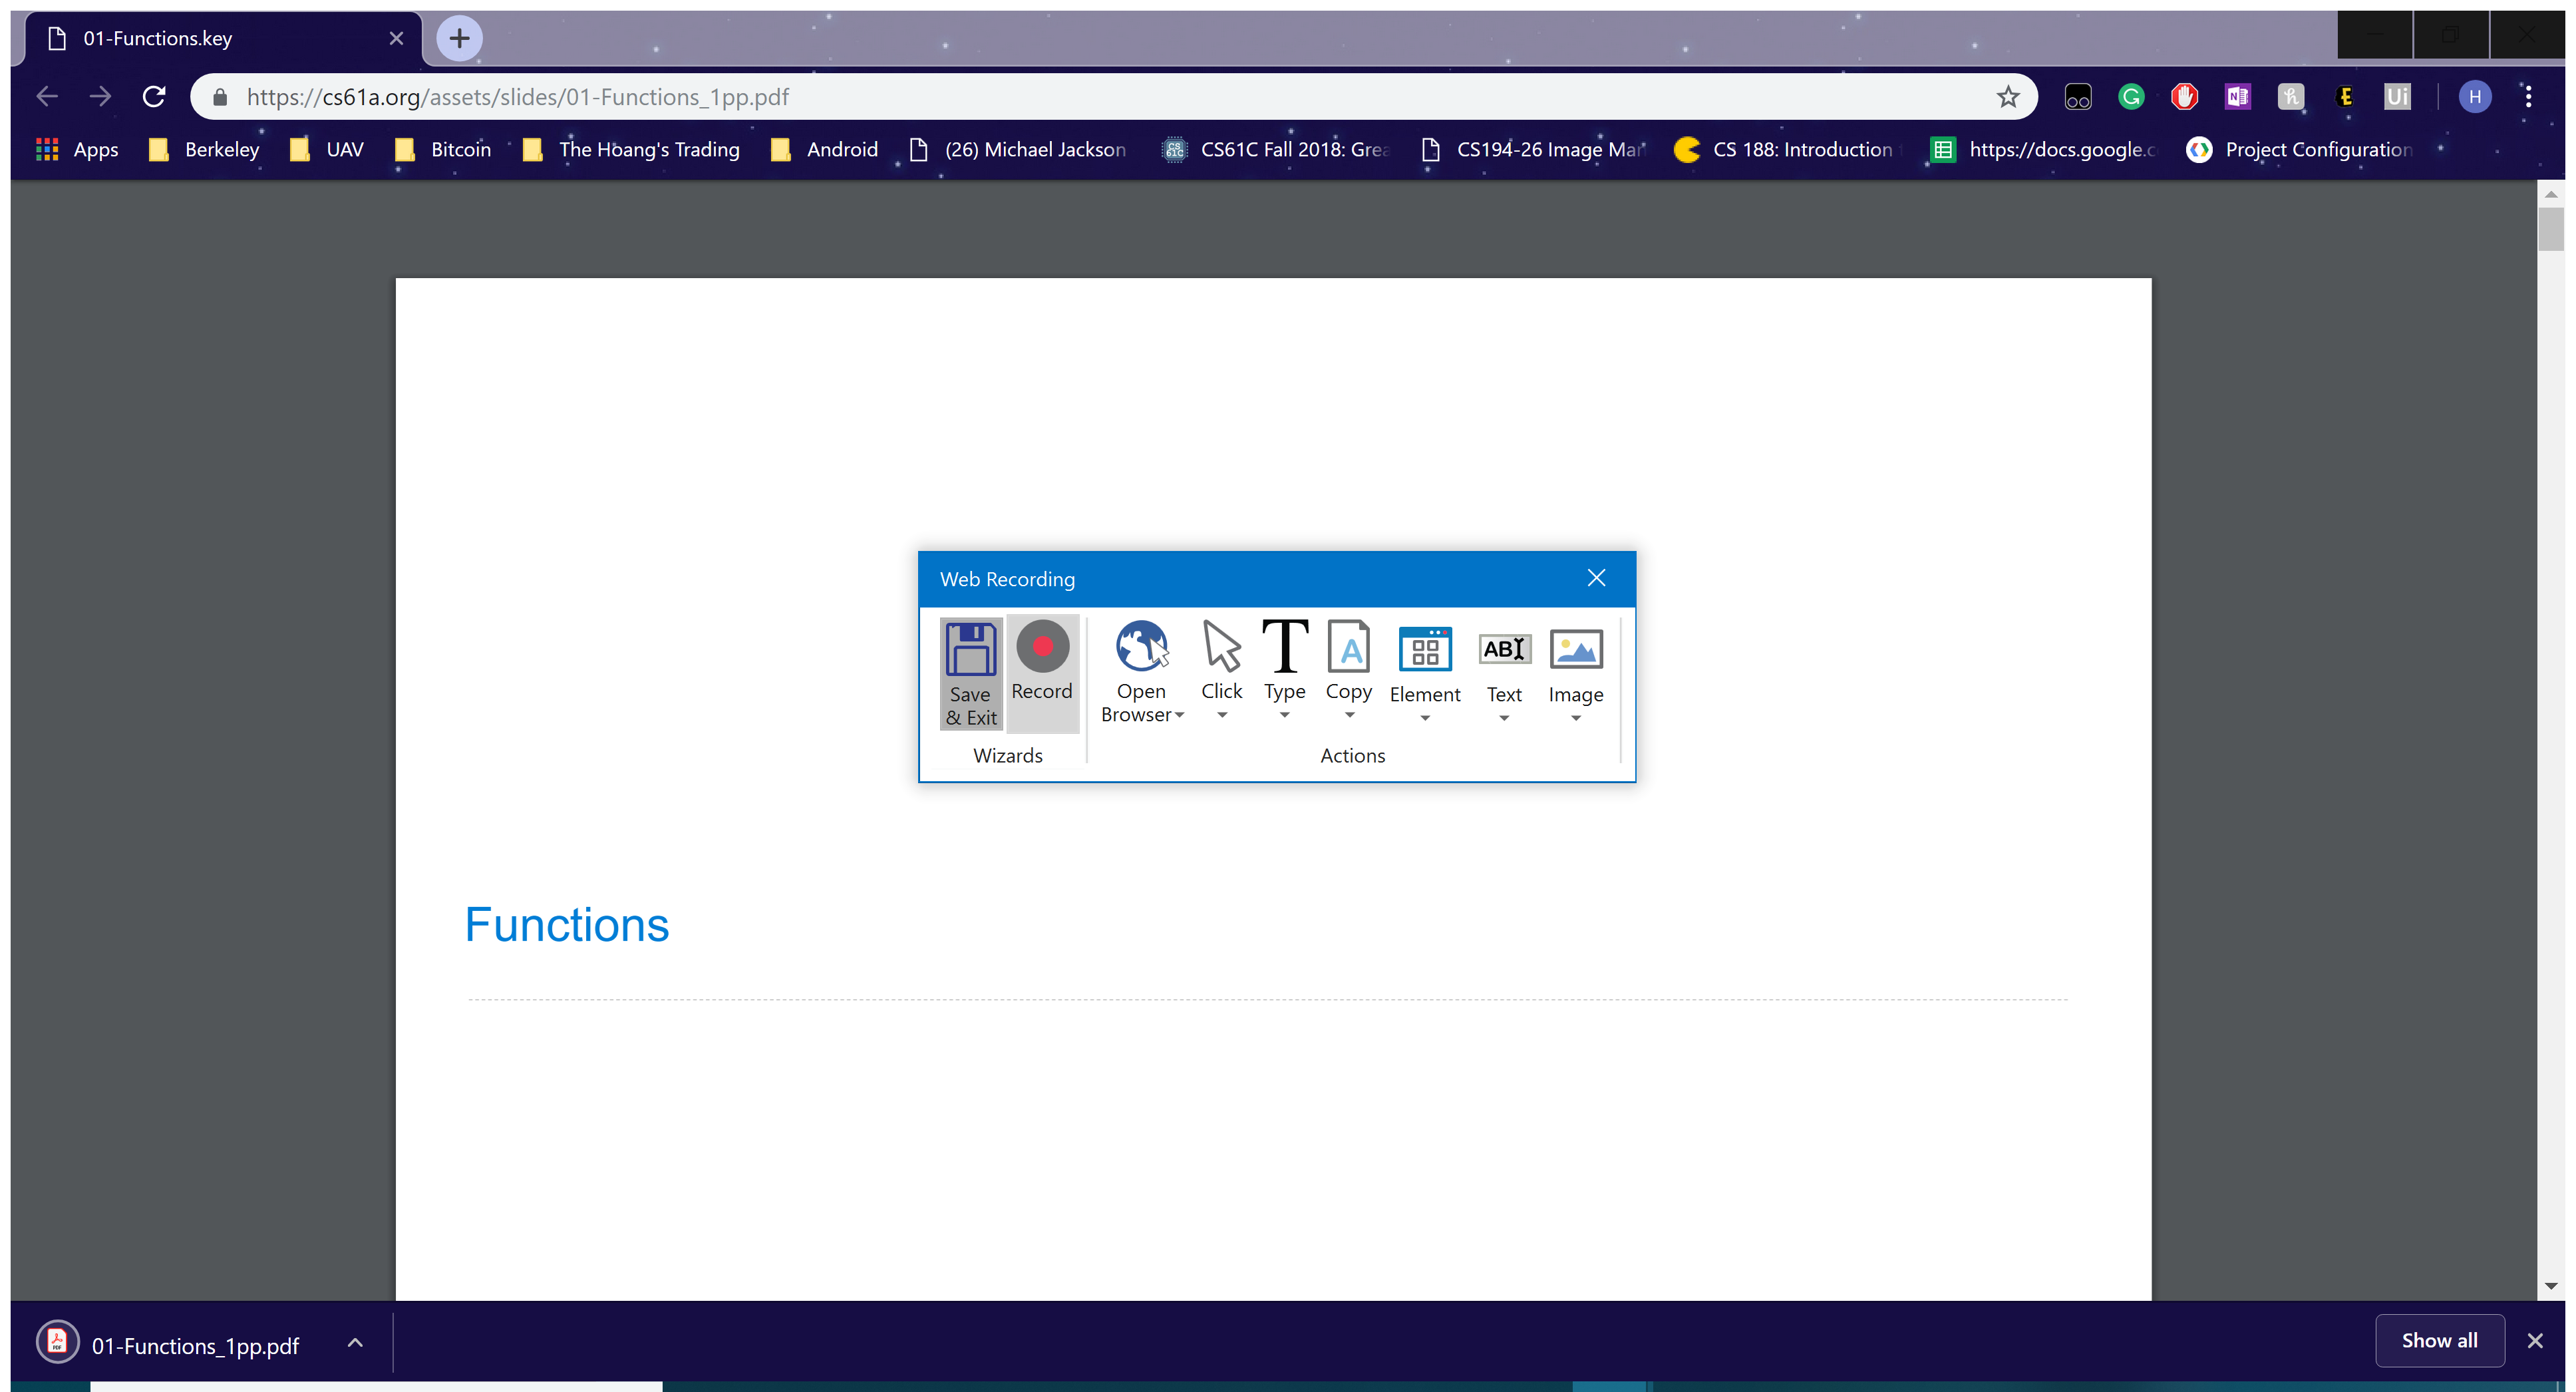 01-Functions.key
https://cs61a.org/assets/slides/01-Functions_1pp.pdf
H
Apps Berkeley UAV Bitcoin The Hoang's Trading Android (26) Michael Jackson CS61C Fall 2018: Grea CS194-26 Image Man CS 188: Introduction https://docs.google.c Project Configuration
Web Recording
Save & Exit
Record
Open Browser
Click
Type
Copy
Element
ABI
Text
Image
Wizards
Actions
Functions
01-Functions_1pp.pdf
Show all